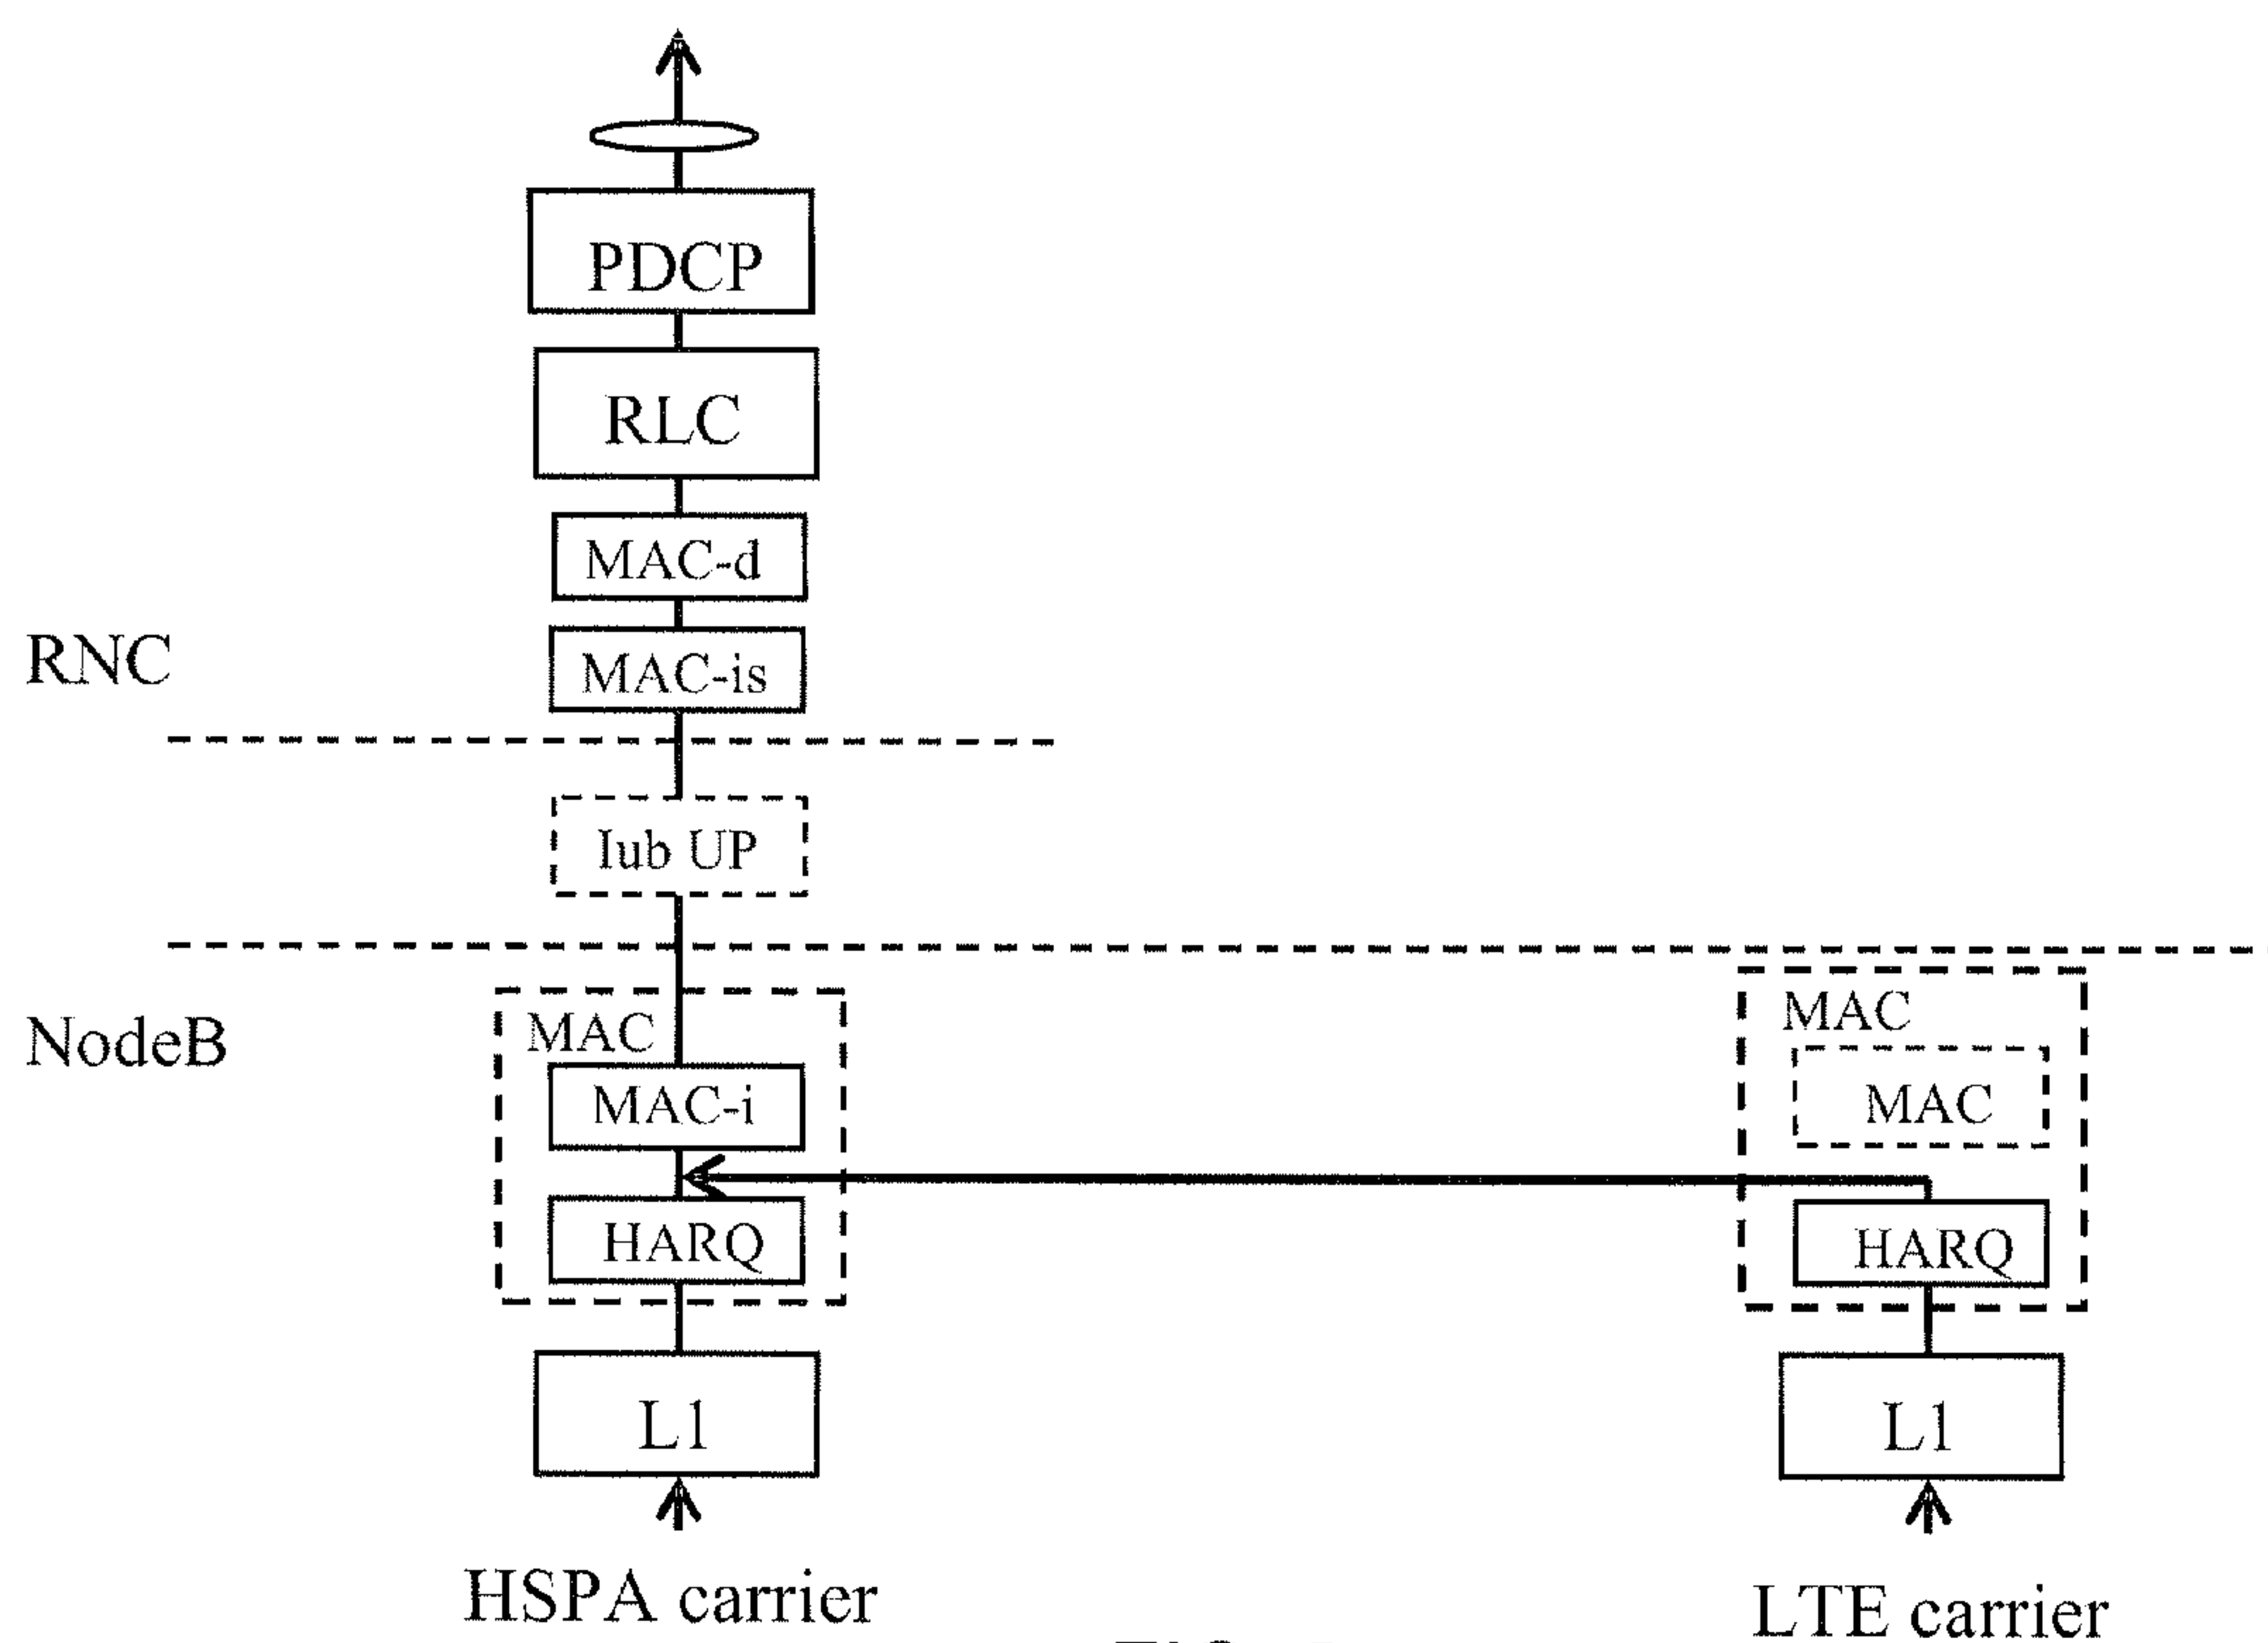 PDCP
RLC
MAC-d
RNC
MAC-is
Iub UP
NodeB
MAC
MAC
MAC-i
MAC
HARQ
HARQ
L1
L1
HSPA carrier
LTE carrier